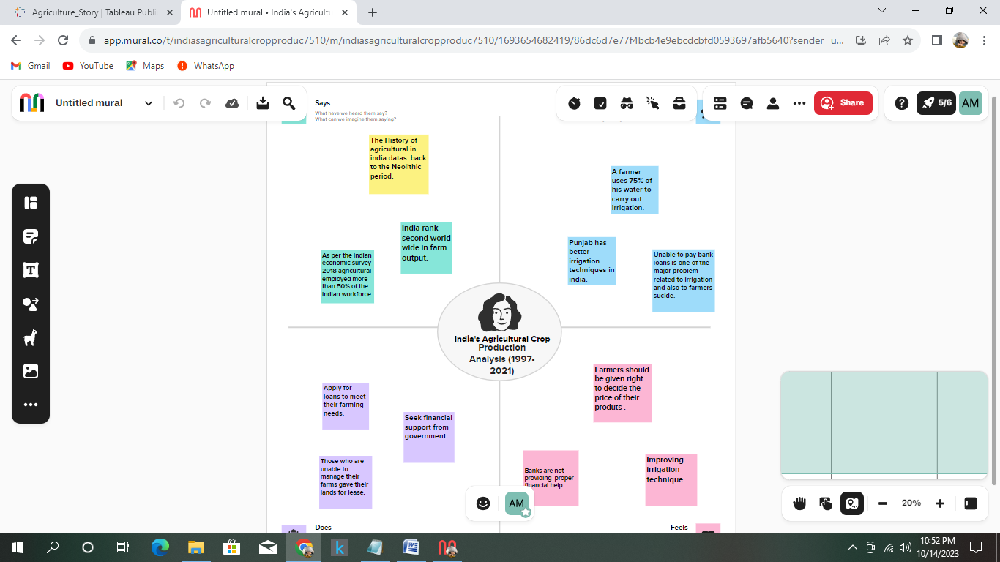 Agriculture_Story | Tableau Publi
Untitled mural • India's Agricultu
app.mural.co/t/indiasagriculturalcropproduc7510/m/indiasagriculturalcropproduc7510/1693654682419/86dc6d7e77f4bcb4e9ebcdcbfd0593697afb5640?sender=u...
Gmail
YouTube
Maps
WhatsApp
Untitled mural
Share
5/6
AM
Says
What have we heard them say?
What can we imagine them saying?
The History of
agricultural in
india datas back
to the Neolithic
period.
India rank
second world
wide in farm
output.
As per the indian
economic survey
2018 agricultural
employed more
than 50% of the
indian workforce.
A farmer
uses 75% of
his water to
carry out
irrigation.
Punjab has
better
irrigation
techniques in
india.
Unable to pay bank
loans is one of the
major problem
related to irrigation
and also to farmers
sucide.
India's Agricultural Crop
Production
Analysis (1997-
2021)
Apply for
loans to meet
their farming
needs.
Seek financial
support from
government.
Those who are
unable to
manage their
farms gave their
lands for lease.
Farmers should
be given right
to decide the
price of their
produts .
Banks are not
providing proper
financial help.
Improving
irrigation
technique.
AM
Does
Feels
20%
10:52 PM
10/14/2023